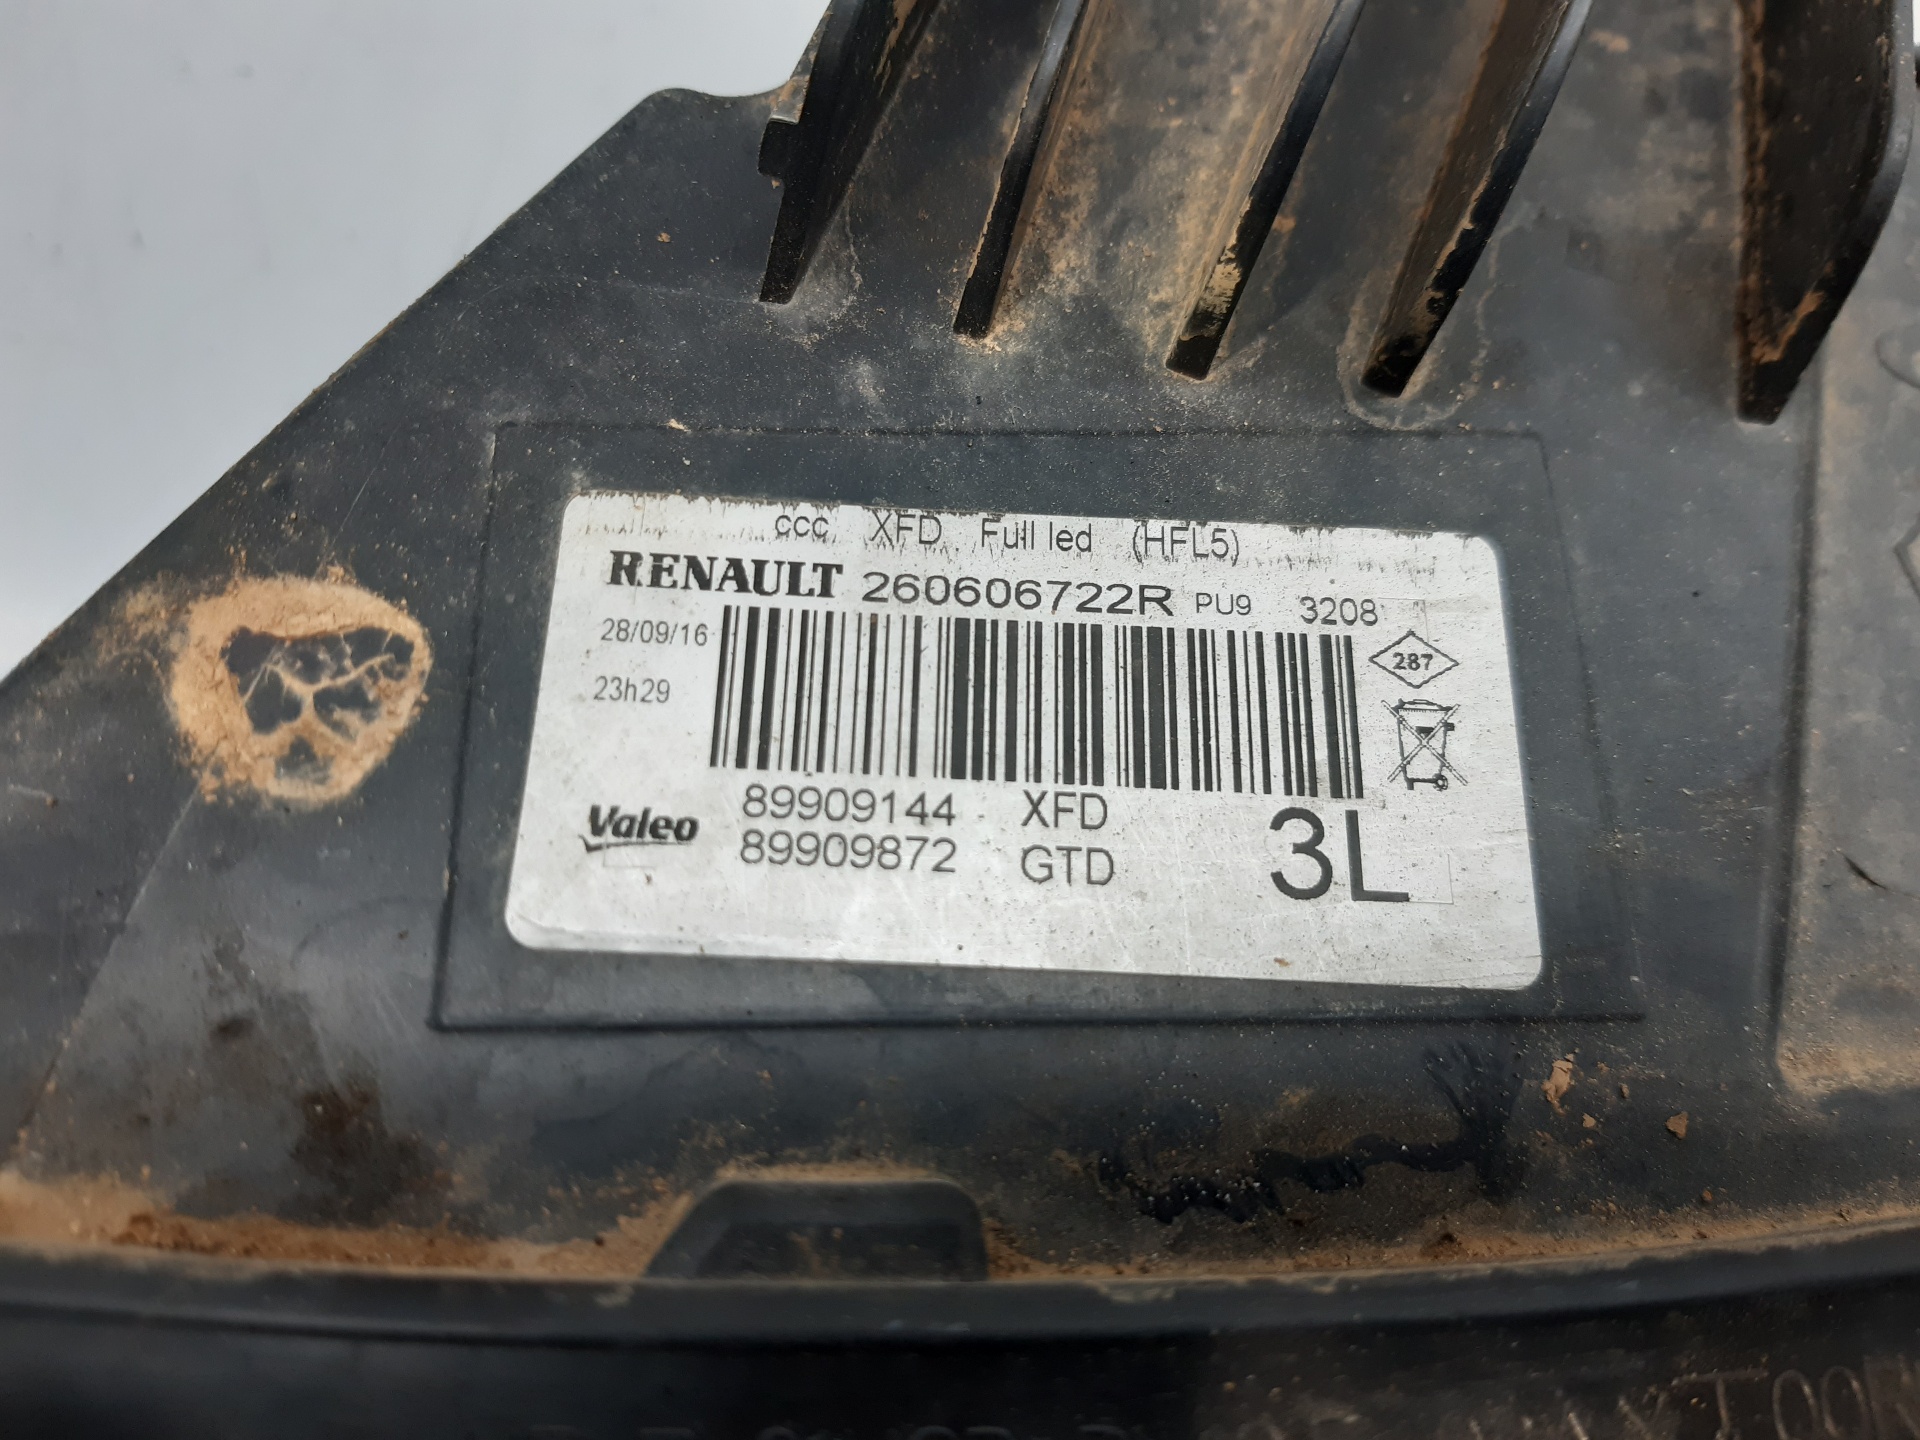 ccc XFD Full led (HFL5)
RENAULT 260606722R PU9 3208
28/09/16
287
23h29
Valeo 89909144 XFD
89909872 GTD 3L